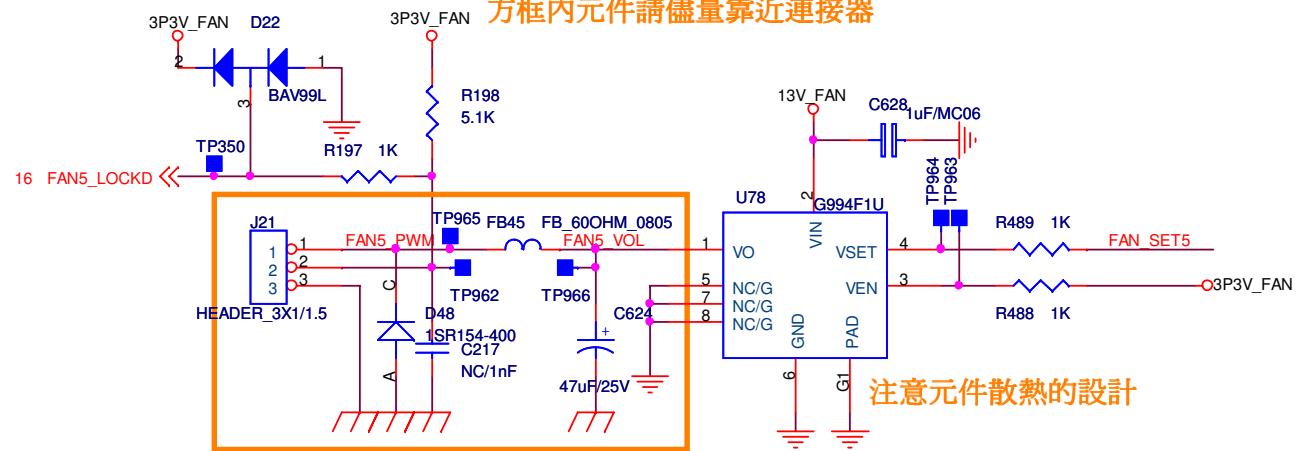 方框內元件請儘量靠近連接器
3P3V_FAN
D22
3P3V_FAN
2
1
BAV99L
3
R198
5.1K
13V_FAN
C628
1uF/MC06
TP350
R197 1K
16 FAN5_LOCKD
TP964
TP963
2
U78
G994F1U
J21
TP965
FB45
FB_60OHM_0805
R489 1K
1
1
FAN5_PWM
FAN5_VOL
1
VO
VIN
VSET
4
FAN_SET5
2
2
3
3
TP962
TP966
5
NC/G
VEN
3
3P3V_FAN
7
NC/G
8
NC/G
HEADER_3X1/1.5
C
D48
C624
R488 1K
1SR154-400
C217
NC/1nF
+
GND
PAD
A
47uF/25V
6
G1
注意元件散熱的設計